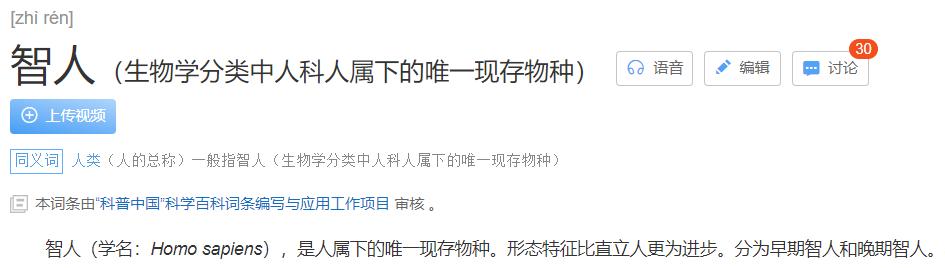 [zhì rén]
智人（生物学分类中人科人属下的唯一现存物种） 语音 编辑 讨论 30
上传视频
同义词 人类（人的总称）一般指智人（生物学分类中人科人属下的唯一现存物种）
本词条由“科普中国”科学百科词条编写与应用工作项目 审核 。
智人（学名：Homo sapiens），是人属下的唯一现存物种。形态特征比直立人更为进步。分为早期智人和晚期智人。